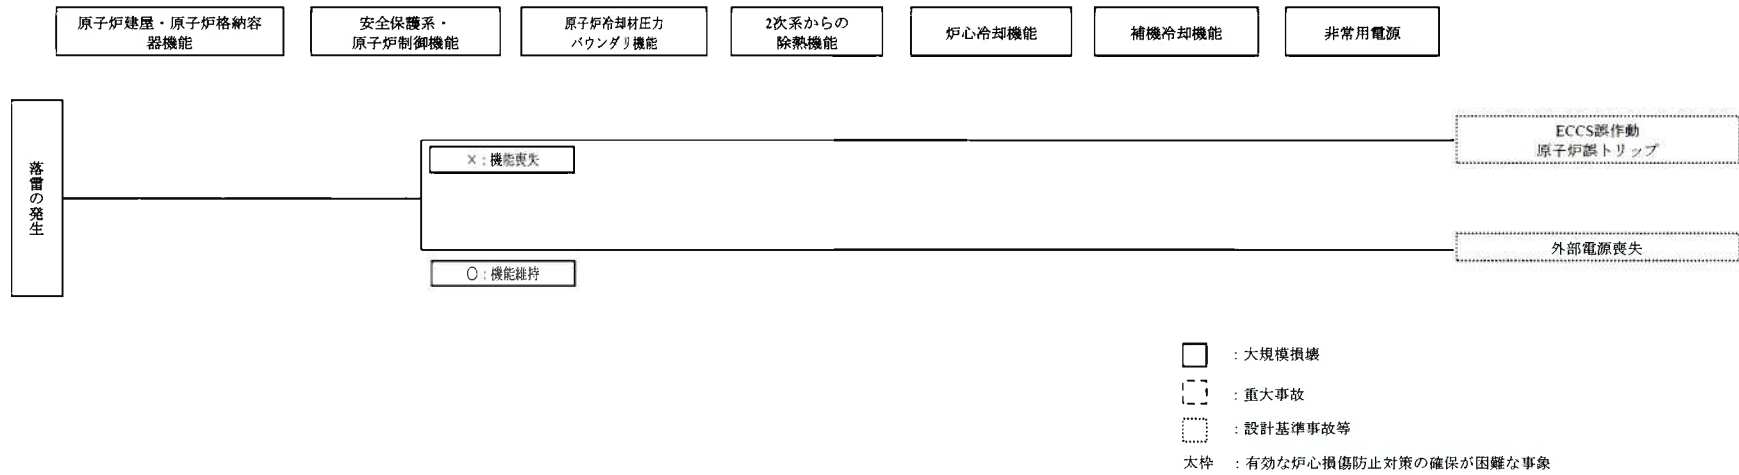 原子炉建屋・原子炉格納容
器機能
安全保護系・
原子炉制御機能
原子炉冷却材圧力
バウンダリ機能
2次系からの
除熱機能
炉心冷却機能
補機冷却機能
非常用電源
落雷の発生
×:機能喪失
○:機能維持
ECCS誤作動
原子炉誤トリップ
外部電源喪失
:大規模損壊
:重大事故
:設計基準事故等
太枠 :有効な炉心損傷防止対策の確保が困難な事象